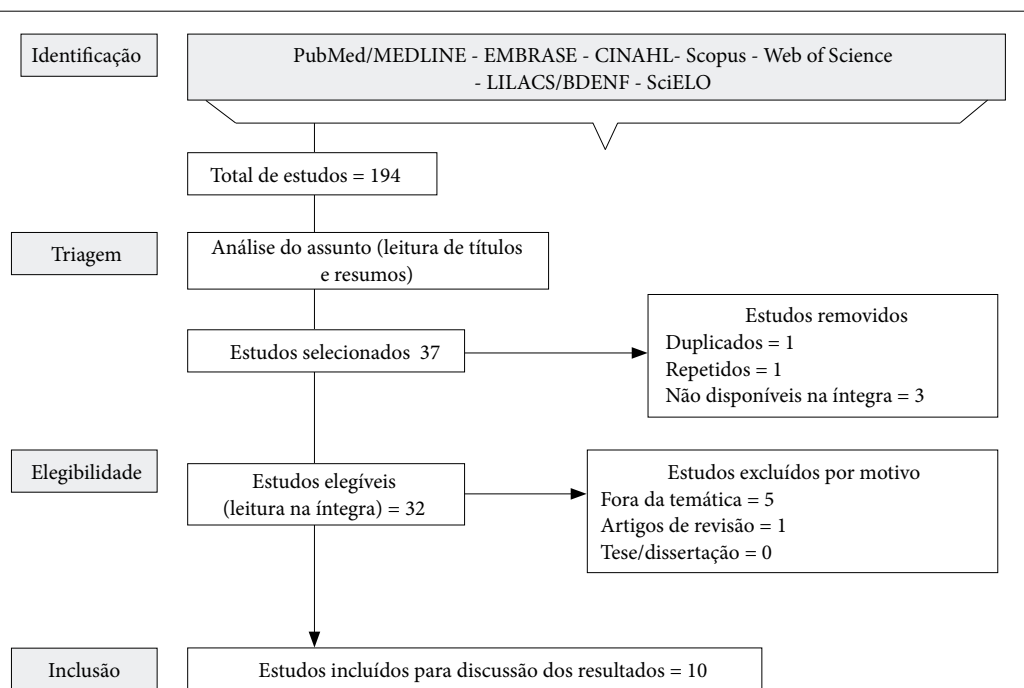 Identificação
PubMed/MEDLINE - EMBRASE - CINAHL- Scopus - Web of Science
- LILACS/BDENF - SciELO
Total de estudos = 194
Triagem
Análise do assunto (leitura de títulos
e resumos)
Estudos selecionados 37
Estudos removidos
Duplicados = 1
Repetidos = 1
Não disponíveis na íntegra = 3
Elegibilidade
Estudos elegíveis
(leitura na íntegra) = 32
Estudos excluídos por motivo
Fora da temática = 5
Artigos de revisão = 1
Tese/dissertação = 0
Inclusão
Estudos incluídos para discussão dos resultados = 10